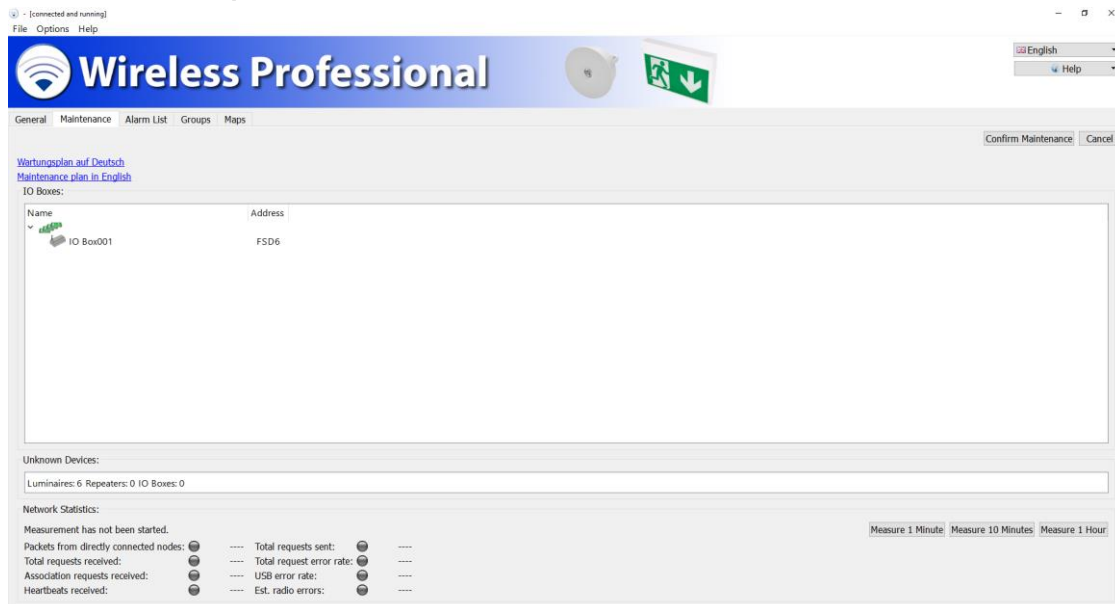 - [connected and running]
File Options Help
Wireless Professional
English
Help
General Maintenance Alarm List Groups Maps
Confirm Maintenance Cancel
Wartungsplan auf Deutsch
Maintenance plan in English
IO Boxes:
Name Address
IO Box001 FSD6
Unknown Devices:
Luminaires: 6 Repeaters: 0 IO Boxes: 0
Network Statistics:
Measurement has not been started. Measure 1 Minute Measure 10 Minutes Measure 1 Hour
Packets from directly connected nodes: ---- Total requests sent: ----
Total requests received: ---- Total request error rate: ----
Association requests received: ---- USB error rate: ----
Heartbeats received: ---- Est. radio errors: ----